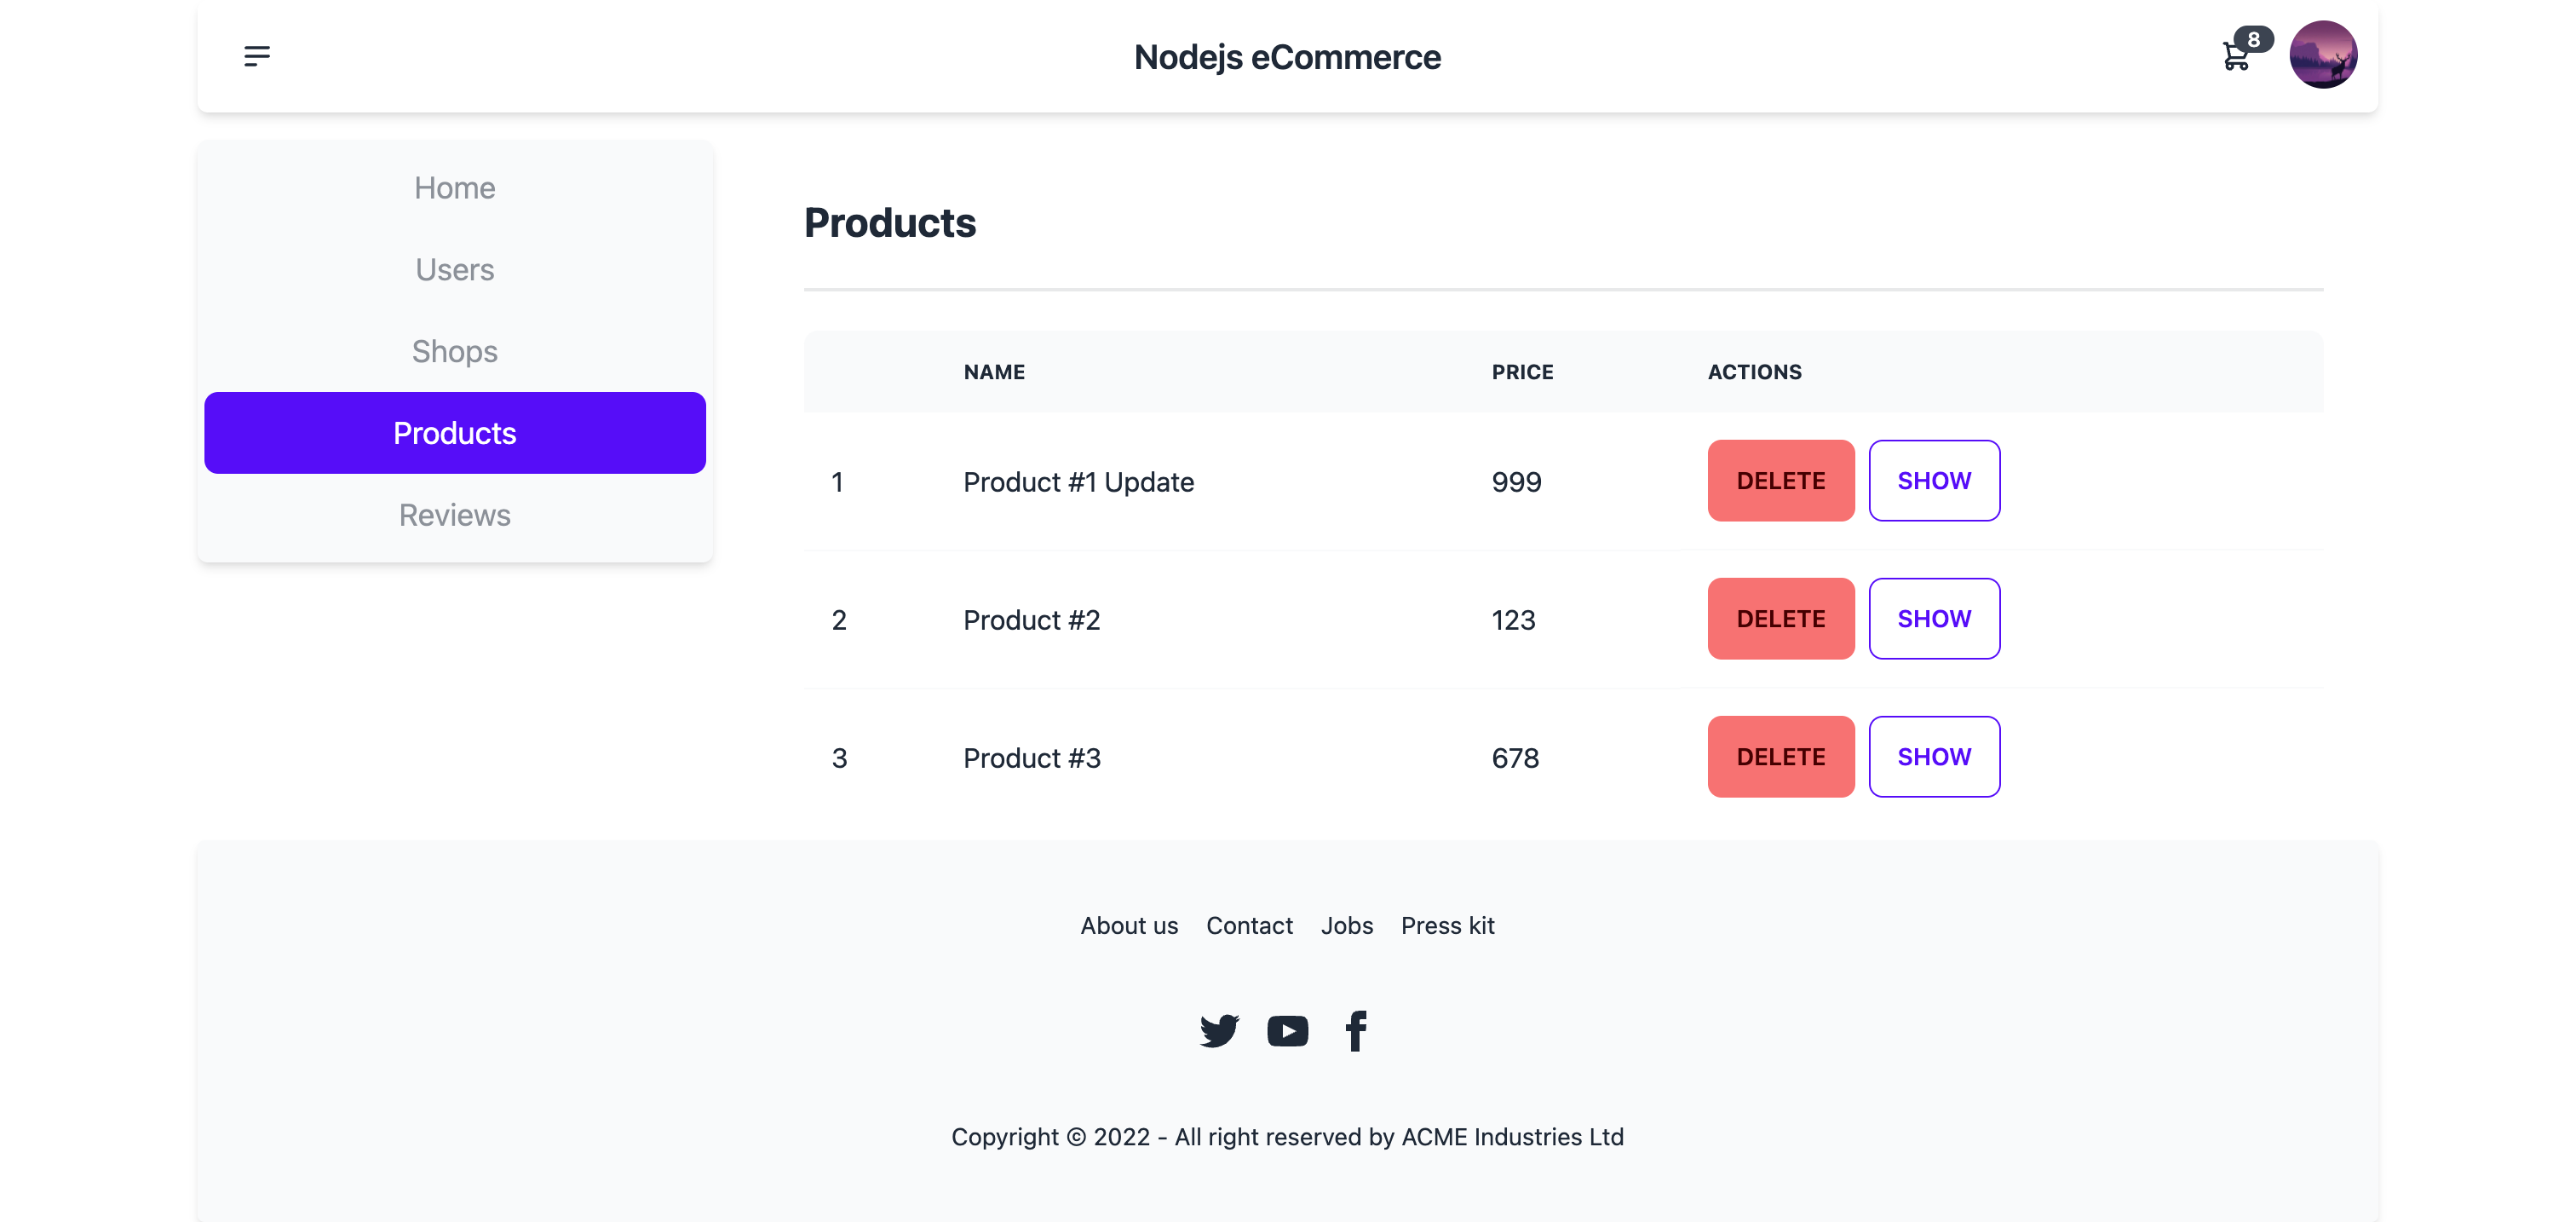 Nodejs eCommerce
8
Home
Users
Shops
Products
Reviews
Products
NAME PRICE ACTIONS
1 Product #1 Update 999 DELETE SHOW
2 Product #2 123 DELETE SHOW
3 Product #3 678 DELETE SHOW
About us Contact Jobs Press kit
Copyright © 2022 - All right reserved by ACME Industries Ltd